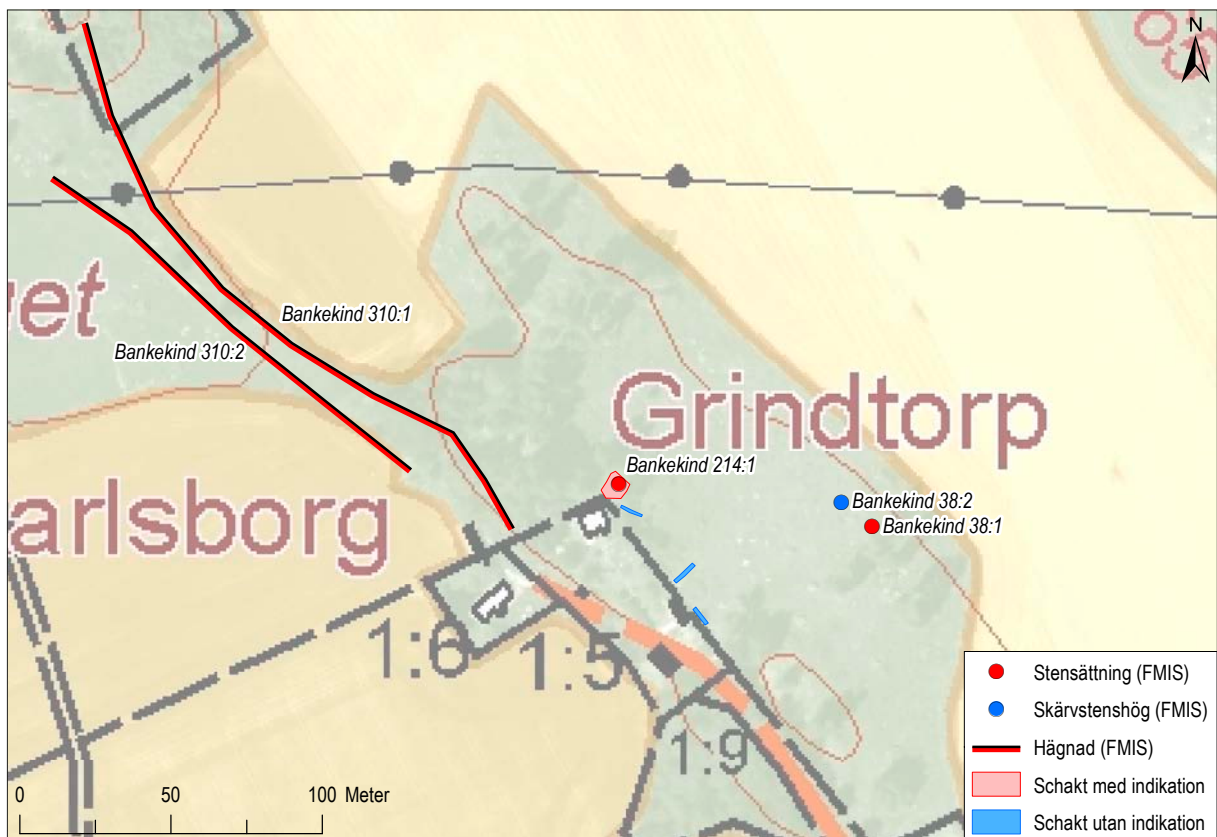 N
et
Bankekind 310:1
Bankekind 310:2
Grindtorp
Bankekind 214:1
Bankekind 38:2
Bankekind 38:1
arlsborg
1:6
1:5
1:9
0 50 100 Meter
Stensättning (FMIS)
Skärvstenshög (FMIS)
Hägnad (FMIS)
Schakt med indikation
Schakt utan indikation